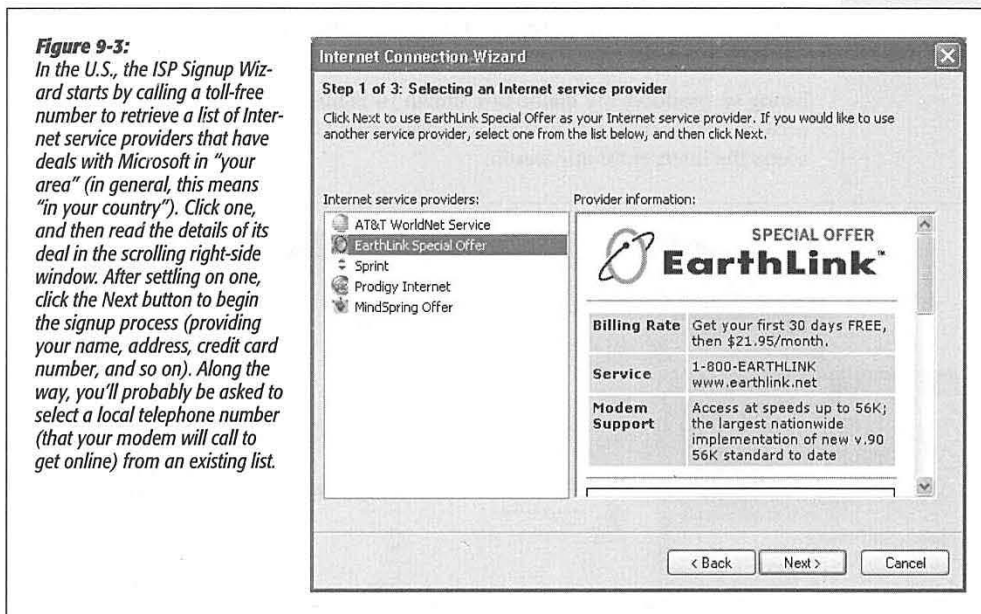 Figure 9-3:
In the U.S., the ISP Signup Wiz-
ard starts by calling a toll-free
number to retrieve a list of Inter-
net service providers that have
deals with Microsoft in "your
area" (in general, this means
"in your country"). Click one,
and then read the details of its
deal in the scrolling right-side
window. After settling on one,
click the Next button to begin
the signup process (providing
your name, address, credit card
number, and so on). Along the
way, you'll probably be asked to
select a local telephone number
(that your modem will call to
get online) from an existing list.
Internet Connection Wizard
Step 1 of 3: Selecting an Internet service provider
Click Next to use EarthLink Special Offer as your Internet service provider. If you would like to use
another service provider, select one from the list below, and then click Next.
Internet service providers:
AT&T WorldNet Service
EarthLink Special Offer
Sprint
Prodigy Internet
MindSpring Offer
Provider information:
SPECIAL OFFER
EarthLink™
Billing Rate Get your first 30 days FREE,
then $21.95/month.
Service 1-800-EARTHLINK
www.earthlink.net
Modem Support Access at speeds up to 56K;
the largest nationwide
implementation of new v.90
56K standard to date
< Back Next > Cancel